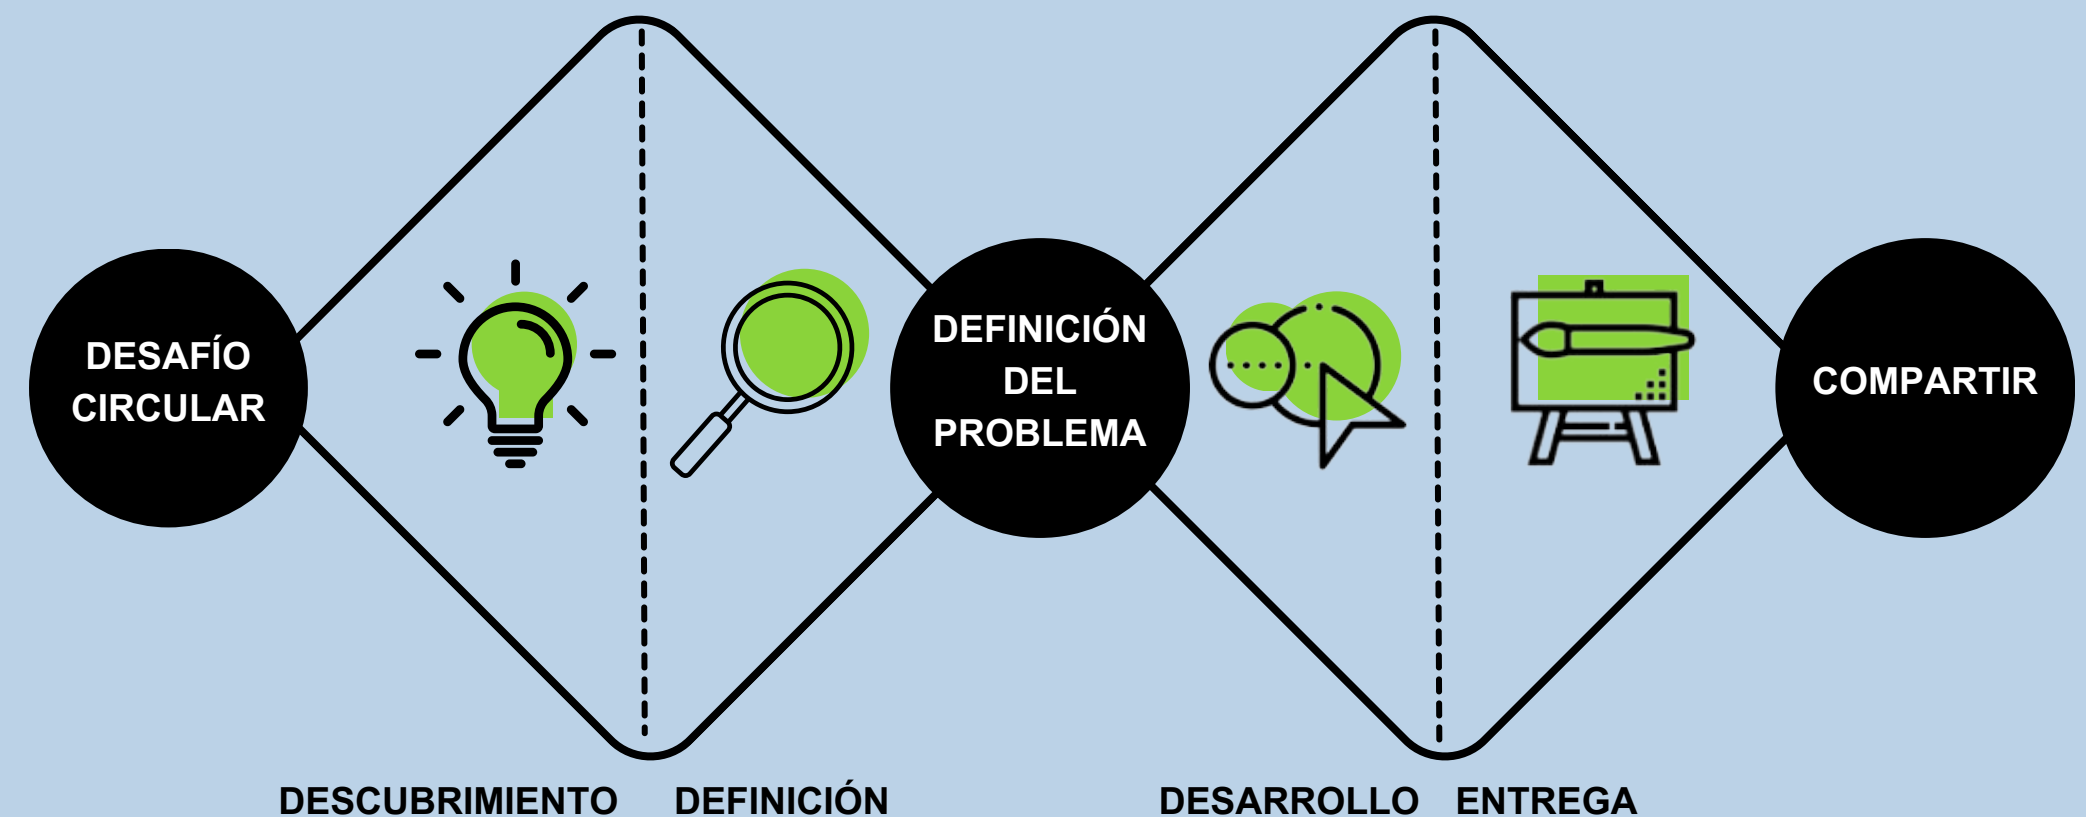 DESAFÍO
CIRCULAR
DEFINICIÓN
DEL
PROBLEMA
COMPARTIR
DESCUBRIMIENTO DEFINICIÓN DESARROLLO ENTREGA